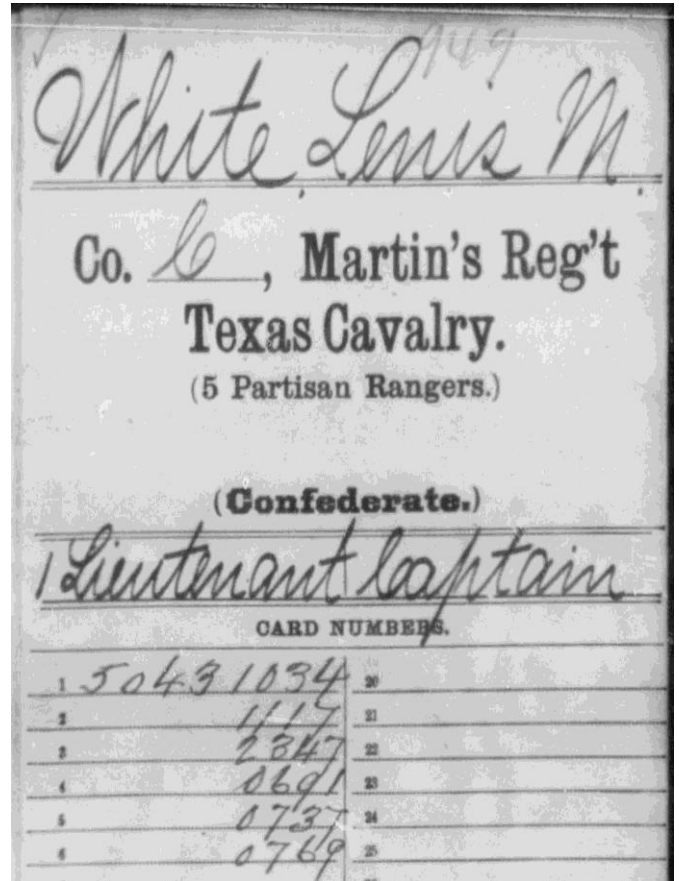 949
White, Lewis M.
Co. C, Martin's Reg't
Texas Cavalry.
(5 Partisan Rangers.)
(Confederate.)
1 Lieutenant Captain
CARD NUMBERS.
1 50431034 20
2 1117 21
3 2347 22
4 0691 23
5 0737 24
6 0769 25